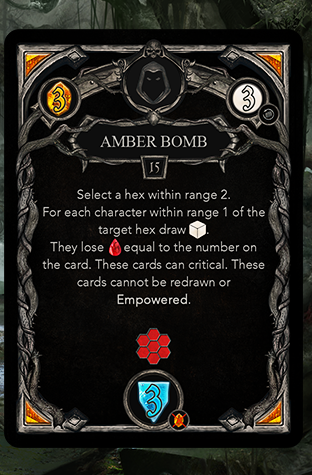 3 3
AMBER BOMB
15
Select a hex within range 2.
For each character within range 1 of the
target hex draw .
They lose equal to the number on
the card. These cards can critical. These
cards cannot be redrawn or
Empowered.
3